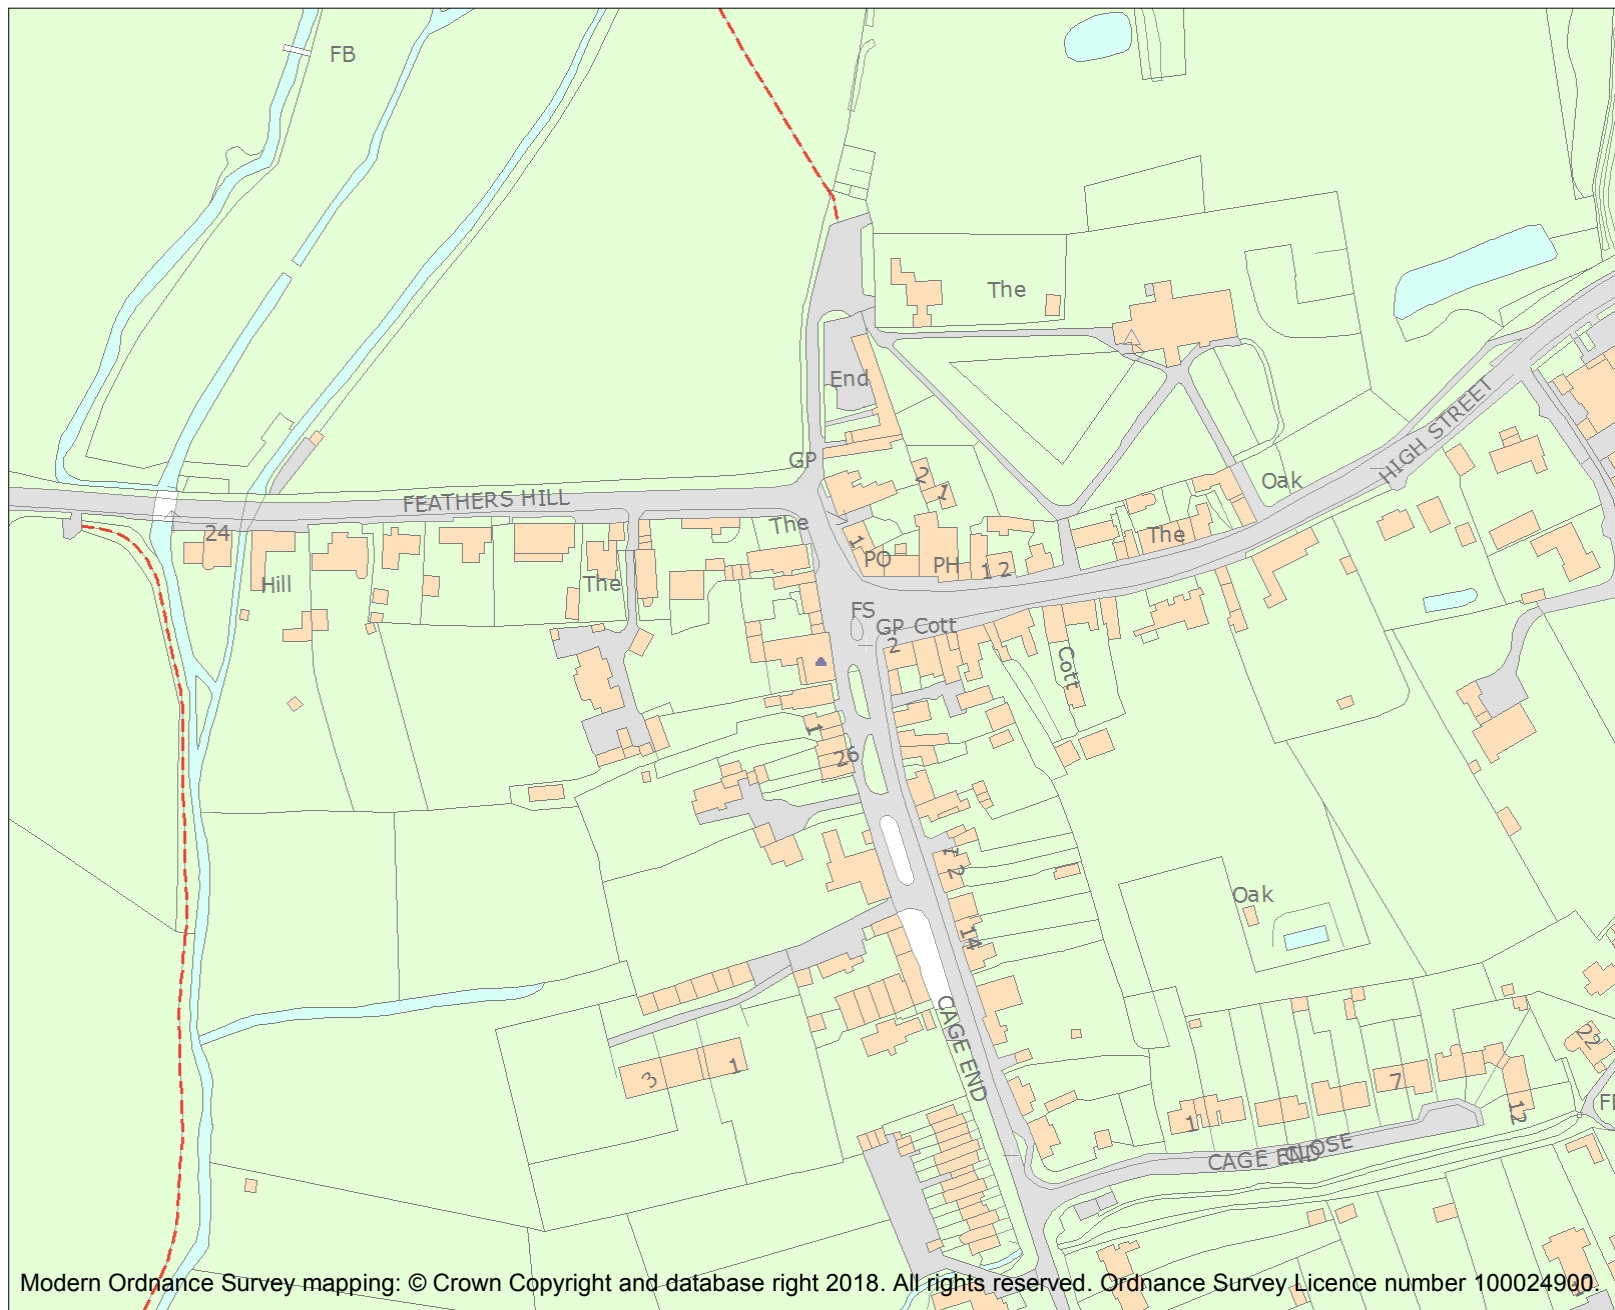 FB
The
End
GP
HIGH STREET
2
1
Oak
FEATHERS HILL
24
The
1
The
PO
PH
1 2
Hill
The
FS
GP Cott
2
Cott
1
26
1
2
Oak
14
CAGE END
22
3
1
7
12
1
CAGE END
CLOSE
Modern Ordnance Survey mapping: © Crown Copyright and database right 2018. All rights reserved. Ordnance Survey Licence number 100024900.